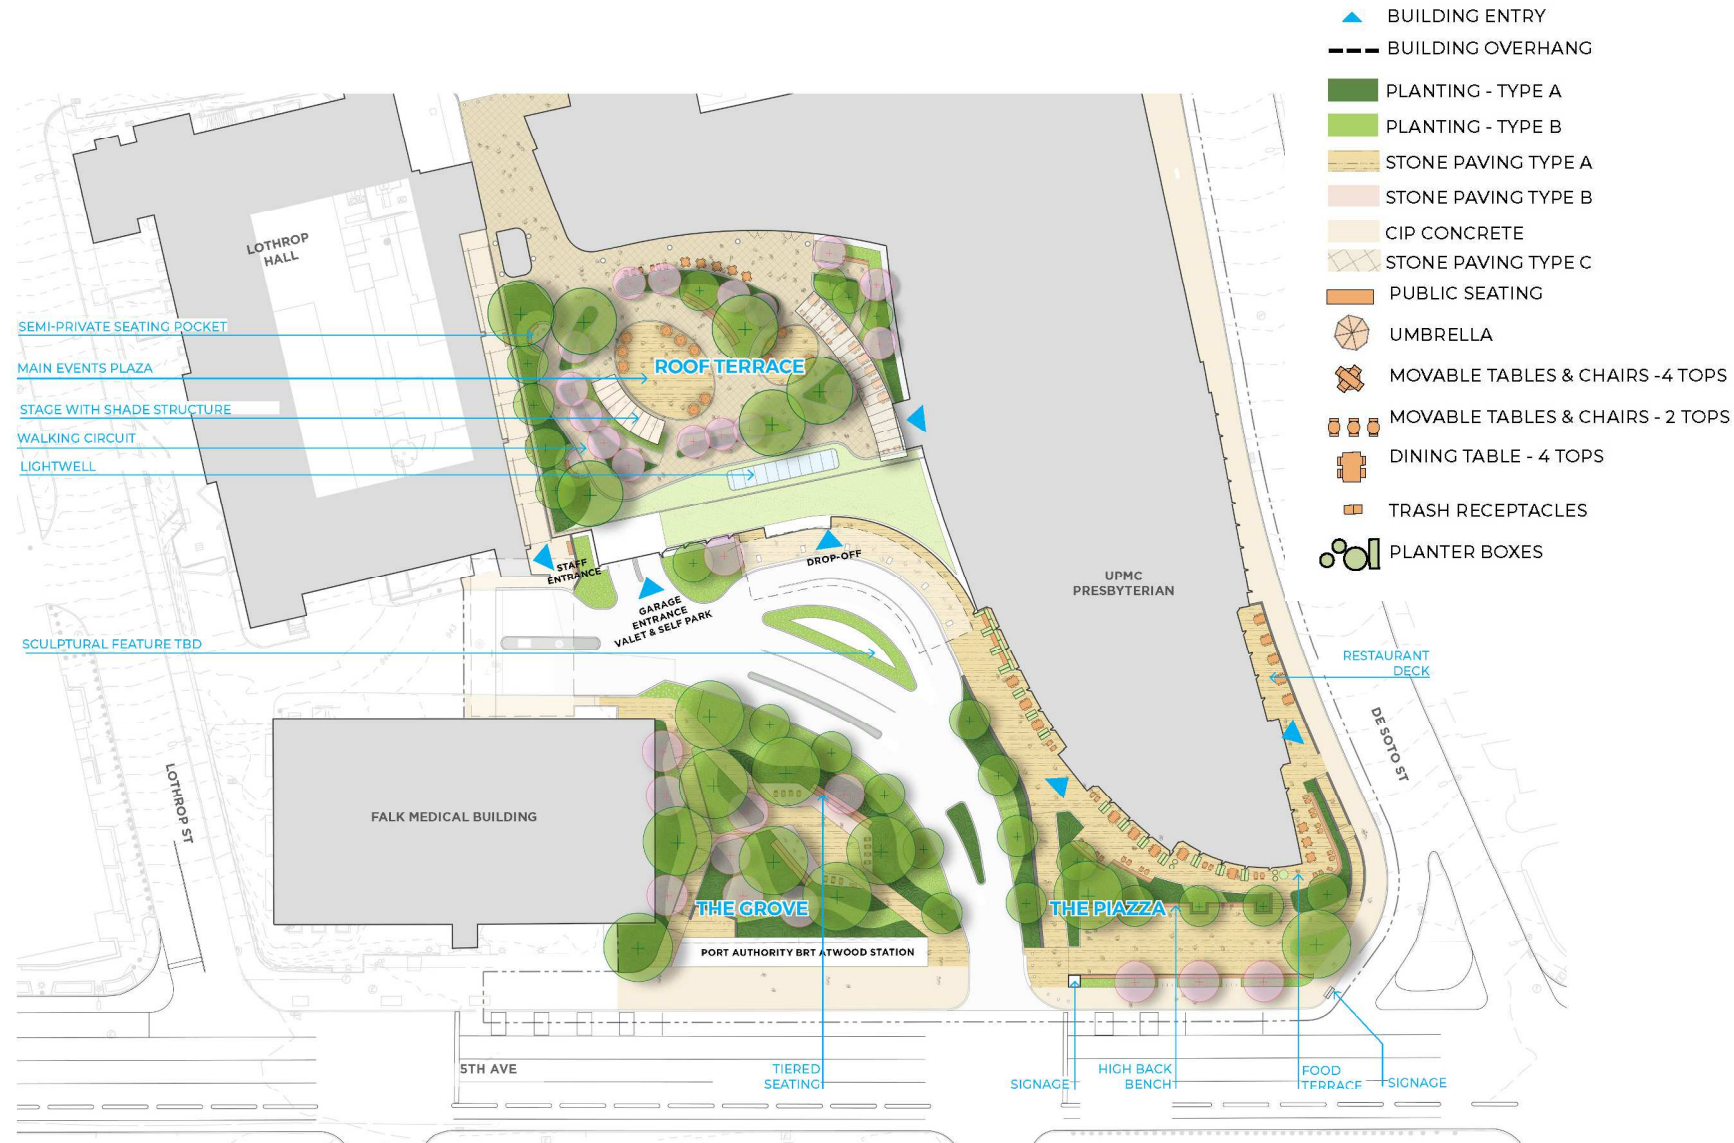 BUILDING ENTRY
BUILDING OVERHANG
PLANTING - TYPE A
PLANTING - TYPE B
STONE PAVING TYPE A
STONE PAVING TYPE B
CIP CONCRETE
STONE PAVING TYPE C
PUBLIC SEATING
UMBRELLA
MOVABLE TABLES & CHAIRS -4 TOPS
MOVABLE TABLES & CHAIRS - 2 TOPS
DINING TABLE - 4 TOPS
TRASH RECEPTACLES
PLANTER BOXES
LOTHROP
HALL
SEMI-PRIVATE SEATING POCKET
MAIN EVENTS PLAZA
STAGE WITH SHADE STRUCTURE
WALKING CIRCUIT
LIGHTWELL
ROOF TERRACE
STAFF
ENTRANCE
DROP-OFF
GARAGE
ENTRANCE
VALET & SELF PARK
UPMC
PRESBYTERIAN
SCULPTURAL FEATURE TBD
RESTAURANT
DECK
DE SOTO ST
LOTHROP ST
FALK MEDICAL BUILDING
THE GROVE
THE PIAZZA
PORT AUTHORITY BRT ATWOOD STATION
5TH AVE
TIERED
SEATING
SIGNAGE
HIGH BACK
BENCH
FOOD
TERRACE
SIGNAGE